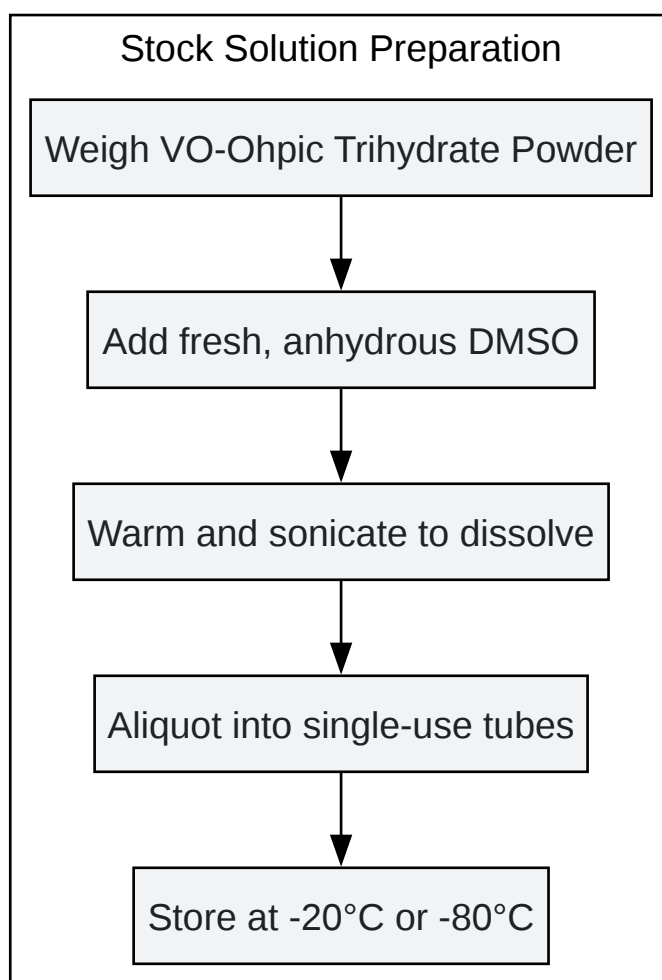 Stock Solution Preparation
Weigh VO-Ohpic Trihydrate Powder
Add fresh, anhydrous DMSO
Warm and sonicate to dissolve
Aliquot into single-use tubes
Store at -20°C or -80°C